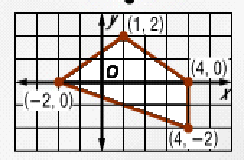 y
(1, 2)
O
(4, 0)
x
(−2, 0)
(4, −2)